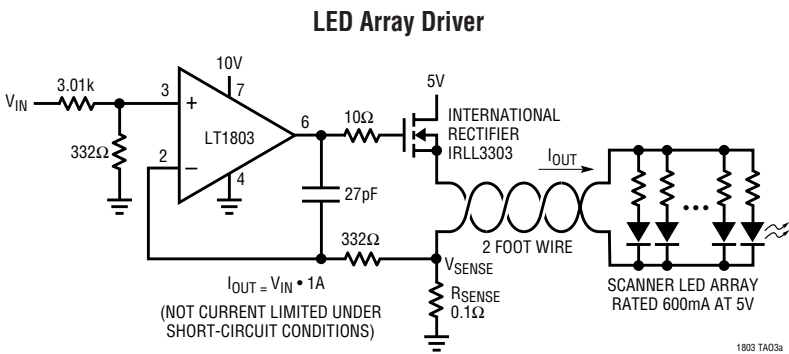 LED Array Driver
V_IN
3.01k
332Ω
3
2
+
−
LT1803
10V
7
4
6
10Ω
27pF
332Ω
5V
INTERNATIONAL
RECTIFIER
IRLL3303
I_OUT
2 FOOT WIRE
V_SENSE
R_SENSE
0.1Ω
SCANNER LED ARRAY
RATED 600mA AT 5V
I_OUT = V_IN • 1A
(NOT CURRENT LIMITED UNDER
SHORT-CIRCUIT CONDITIONS)
1803 TA03a